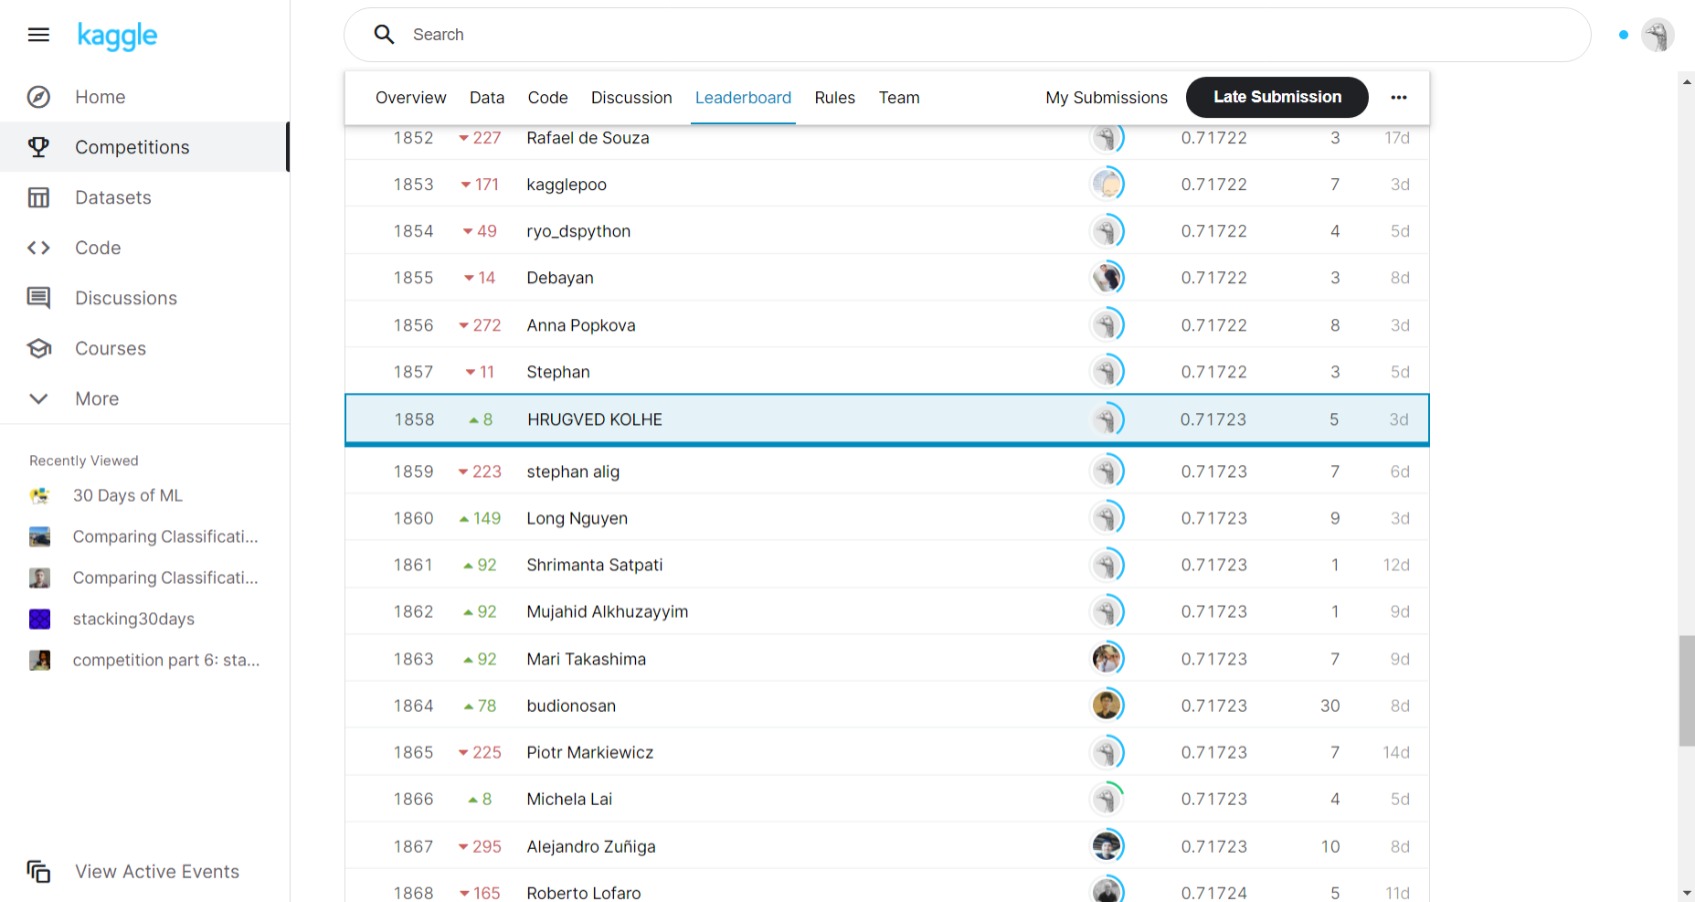 kaggle
Search
Home
Competitions
Datasets
Code
Discussions
Courses
More
Recently Viewed
30 Days of ML
Comparing Classificati...
Comparing Classificati...
stacking30days
competition part 6: sta...
View Active Events
Overview Data Code Discussion Leaderboard Rules Team My Submissions Late Submission
1852 227 Rafael de Souza 0.71722 3 17d
1853 171 kagglepoo 0.71722 7 3d
1854 49 ryo_dspython 0.71722 4 5d
1855 14 Debayan 0.71722 3 8d
1856 272 Anna Popkova 0.71722 8 3d
1857 11 Stephan 0.71722 3 5d
1858 8 HRUGVED KOLHE 0.71723 5 3d
1859 223 stephan alig 0.71723 7 6d
1860 149 Long Nguyen 0.71723 9 3d
1861 92 Shrimanta Satpati 0.71723 1 12d
1862 92 Mujahid Alkhuzayyim 0.71723 1 9d
1863 92 Mari Takashima 0.71723 7 9d
1864 78 budionosan 0.71723 30 8d
1865 225 Piotr Markiewicz 0.71723 7 14d
1866 8 Michela Lai 0.71723 4 5d
1867 295 Alejandro Zuñiga 0.71723 10 8d
1868 165 Roberto Lofaro 0.71724 5 11d